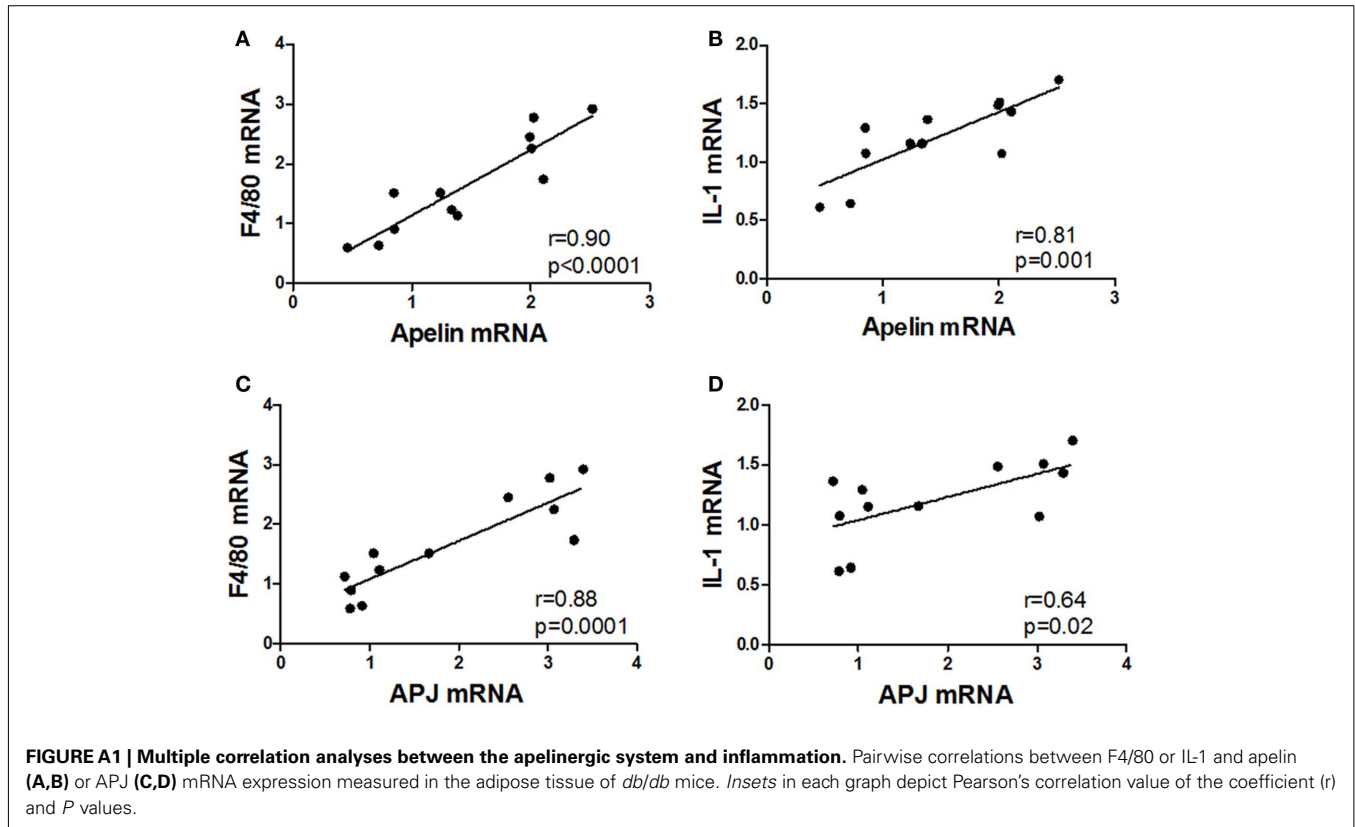 A
4
3
2
1
0
F4/80 mRNA
r=0.90
p<0.0001
0
1
2
3
Apelin mRNA
B
2.0
1.5
1.0
0.5
0.0
IL-1 mRNA
r=0.81
p=0.001
0
1
2
3
Apelin mRNA
C
4
3
2
1
0
F4/80 mRNA
r=0.88
p=0.0001
0
1
2
3
4
APJ mRNA
D
2.0
1.5
1.0
0.5
0.0
IL-1 mRNA
r=0.64
p=0.02
0
1
2
3
4
APJ mRNA
FIGURE A1 | Multiple correlation analyses between the apelinergic system and inflammation. Pairwise correlations between F4/80 or IL-1 and apelin
(A,B) or APJ (C,D) mRNA expression measured in the adipose tissue of db/db mice. Insets in each graph depict Pearson's correlation value of the coefficient (r)
and P values.